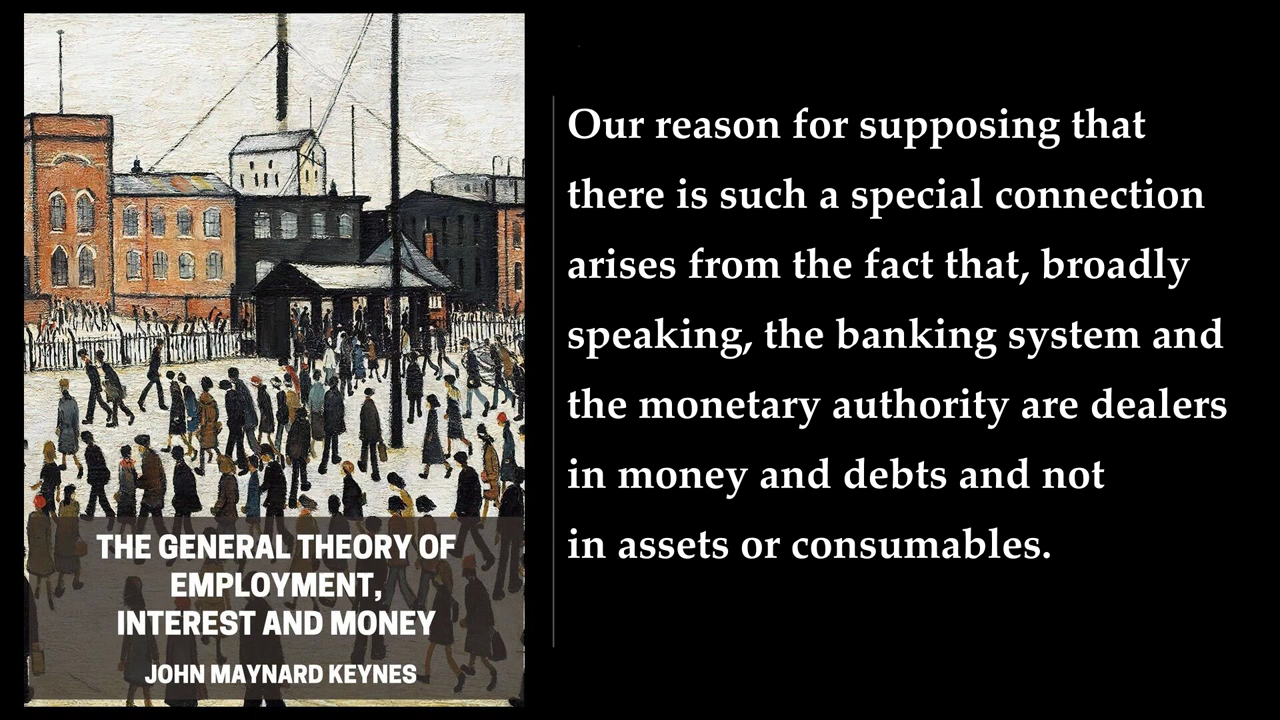 THE GENERAL THEORY OF
EMPLOYMENT,
INTEREST AND MONEY
JOHN MAYNARD KEYNES
Our reason for supposing that
there is such a special connection
arises from the fact that, broadly
speaking, the banking system and
the monetary authority are dealers
in money and debts and not
in assets or consumables.